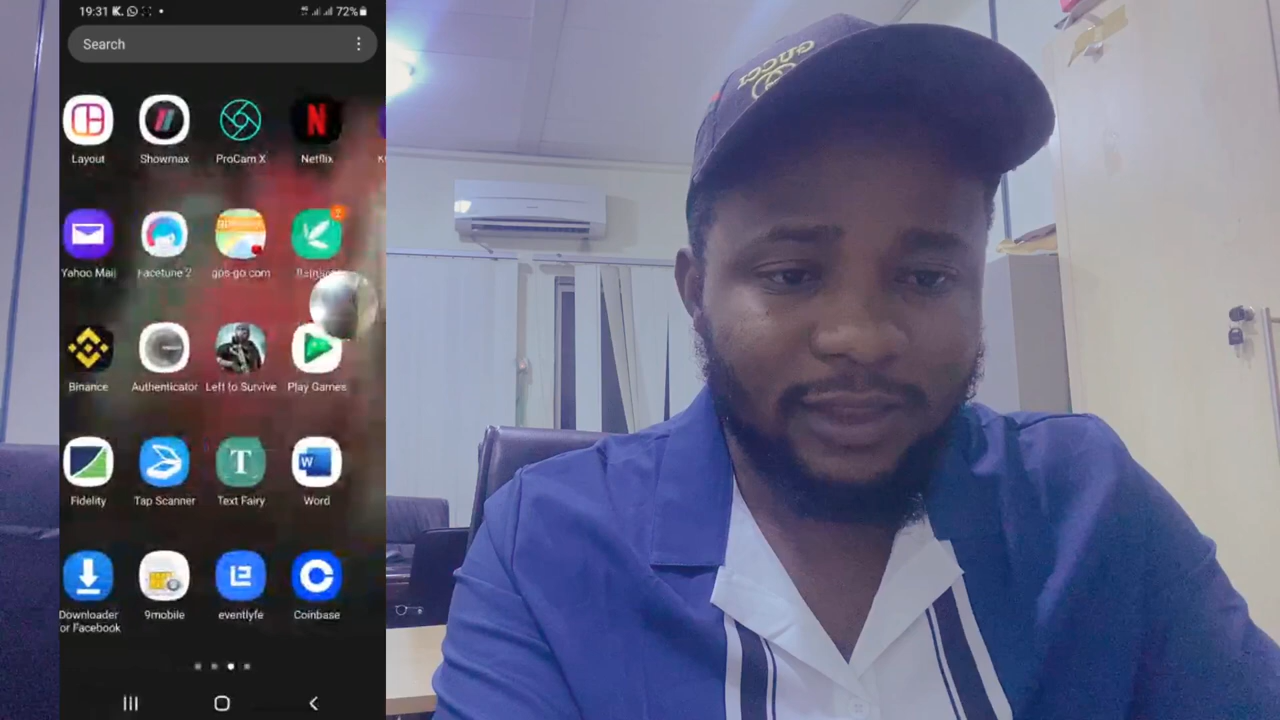 19:31 K. 72%
Search
Layout Showmax ProCam X Netflix
Yahoo Mail Facetune 2 gps-go.com
Binance Authenticator Left to Survive Play Games
Fidelity Tap Scanner Text Fairy Word
Downloader 9mobile eventlyfe Coinbase
or Facebook
GUCCI